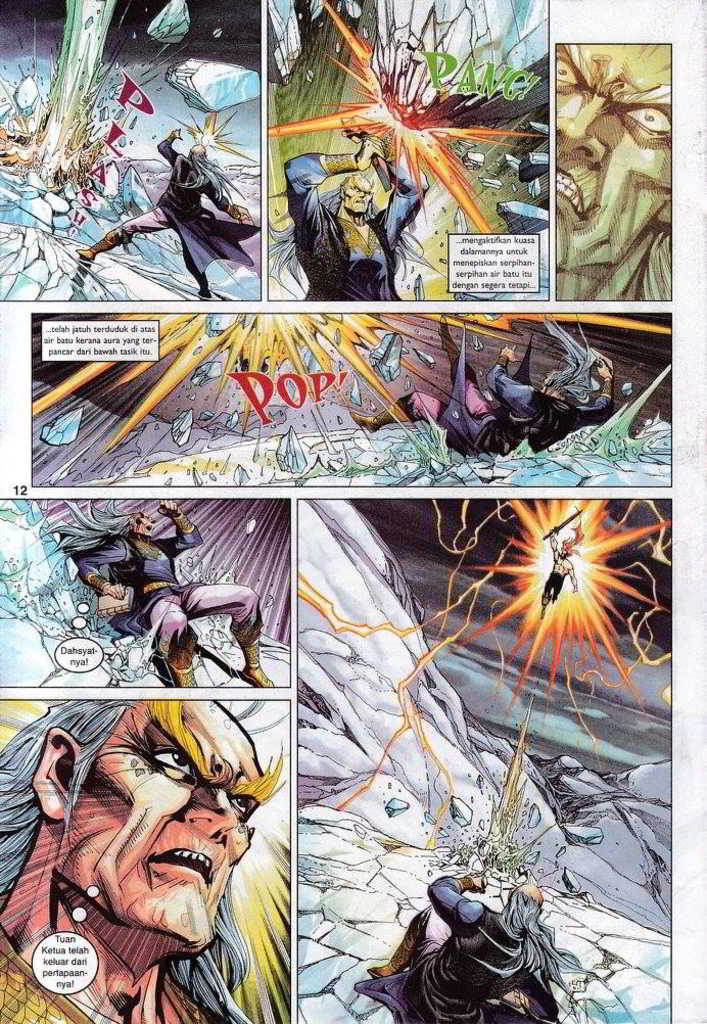 PLAS!!
PANG!
...mengaktifkan kuasa
dalamannya untuk
menepiskan serpihan-
serpihan air batu itu
dengan segera tetapi...
...telah jatuh terduduk di atas
air batu kerana aura yang ter-
pancar dari bawah tasik itu.
POP!
12
Dahsyat-
nya!
Tuan
Ketua telah
keluar dari
pertapaan-
nya!